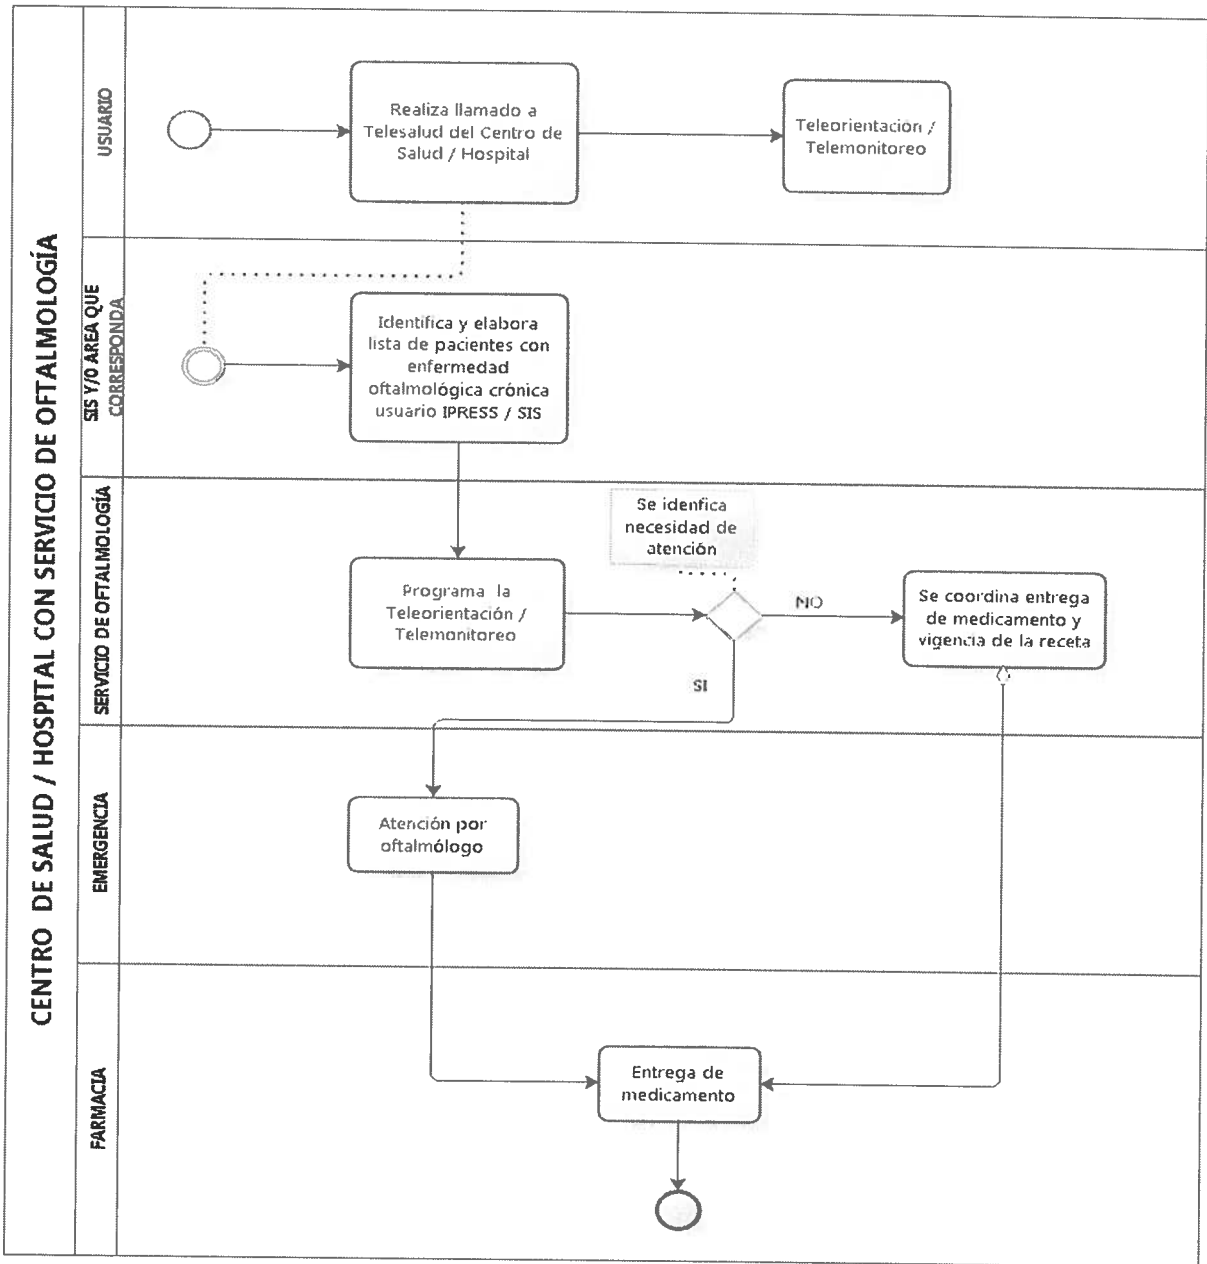 CENTRO DE SALUD / HOSPITAL CON SERVICIO DE OFTALMOLOGÍA
USUARIO
Realiza llamado a
Telesalud del Centro de
Salud / Hospital
Teleorientación /
Telemonitoreo
SIS Y/O AREA QUE
CORRESPONDA
Identifica y elabora
lista de pacientes con
enfermedad
oftalmológica crónica
usuario IPRESS / SIS
SERVICIO DE OFTALMOLOGÍA
Programa la
Teleorientación /
Telemonitoreo
Se idenfica
necesidad de
atención
NO
SI
Se coordina entrega
de medicamento y
vigencia de la receta
EMERGENCIA
Atención por
oftalmólogo
FARMACIA
Entrega de
medicamento